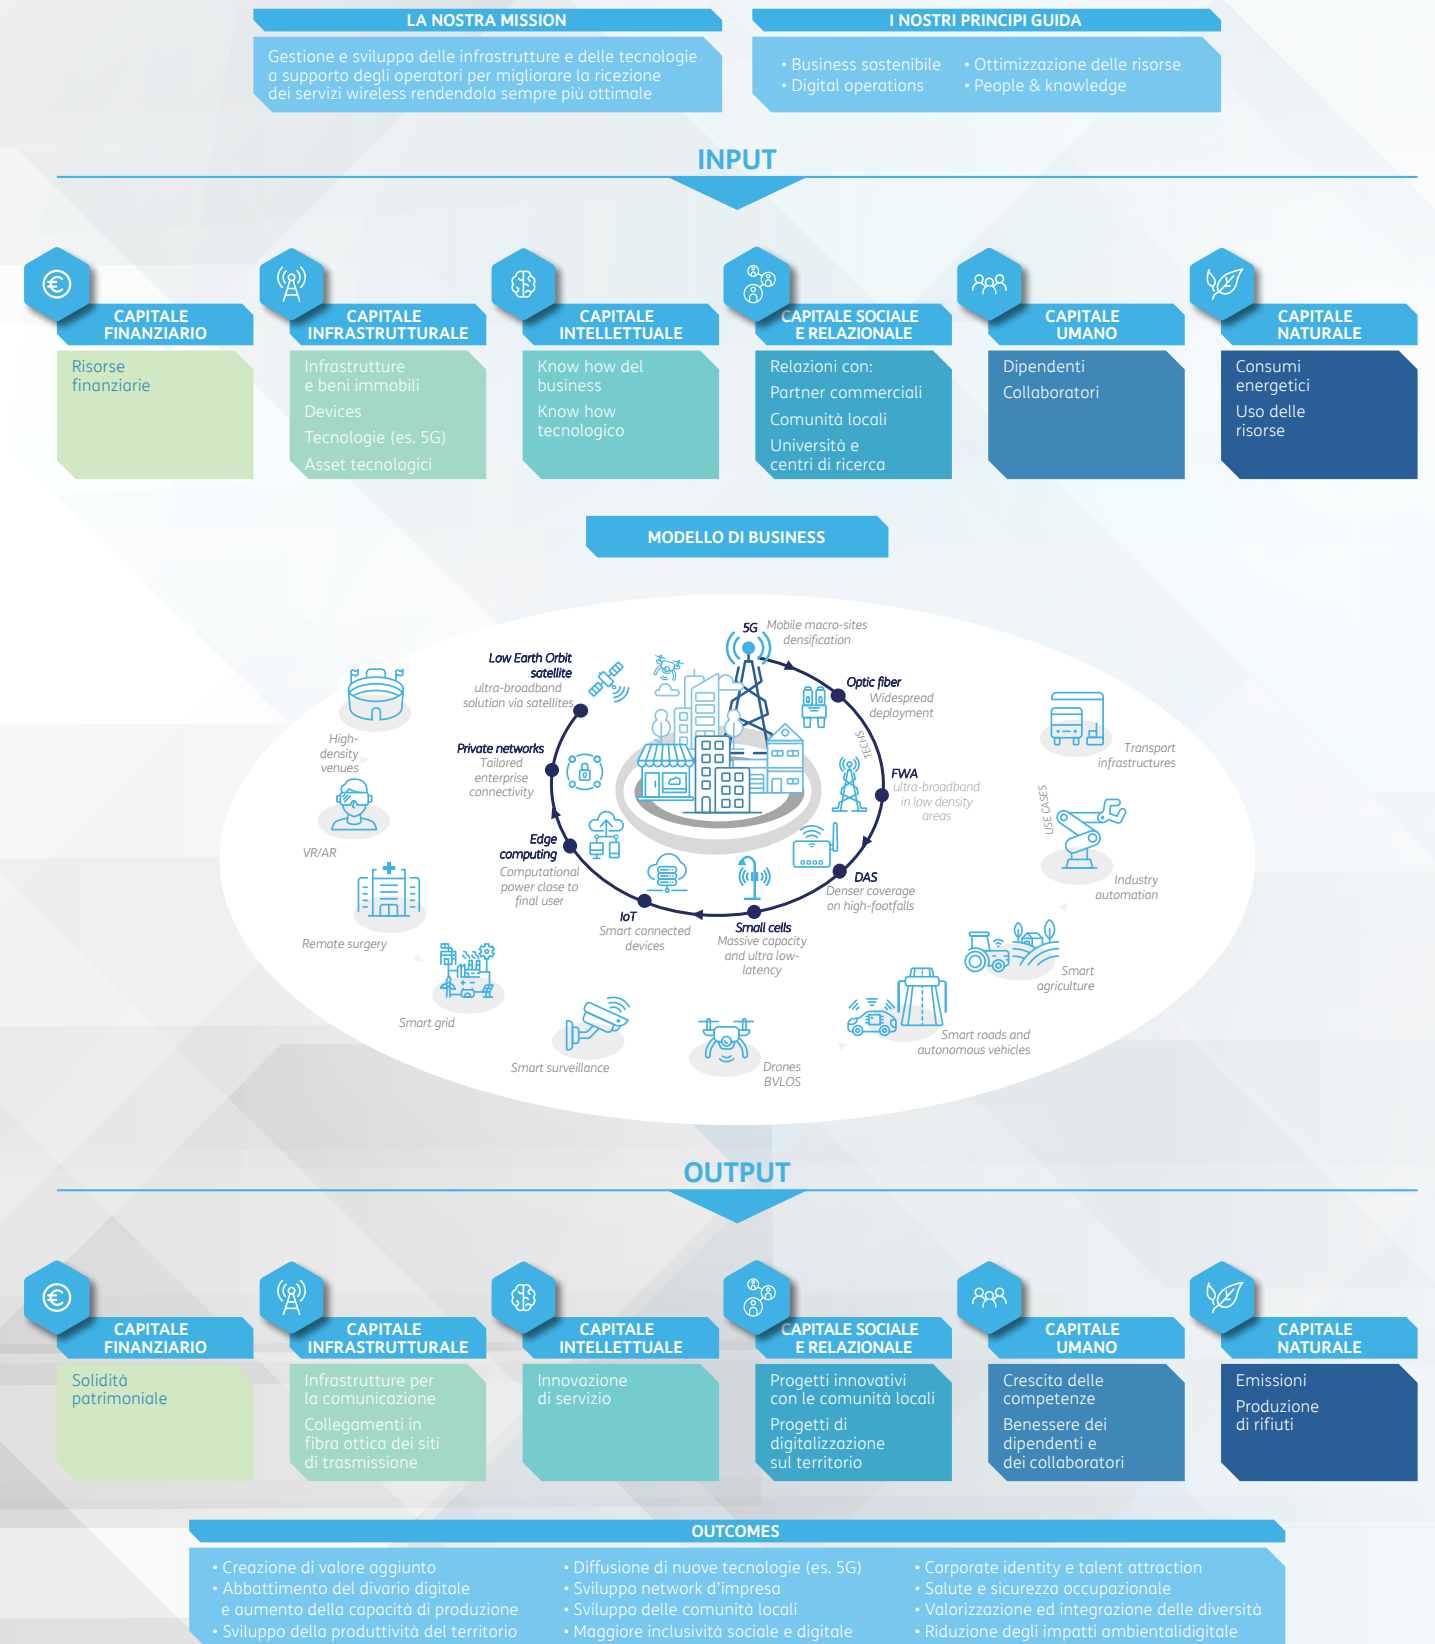 LA NOSTRA MISSION
Gestione e sviluppo delle infrastrutture e delle tecnologie
a supporto degli operatori per migliorare la ricezione
dei servizi wireless rendendola sempre più ottimale
I NOSTRI PRINCIPI GUIDA
• Business sostenibile
• Digital operations
• Ottimizzazione delle risorse
• People & knowledge
INPUT
CAPITALE
FINANZIARIO
Risorse
finanziarie
CAPITALE
INFRASTRUTTURALE
Infrastrutture
e beni immobili
Devices
Tecnologie (es. 5G)
Asset tecnologici
CAPITALE
INTELLETTUALE
Know how del
business
Know how
tecnologico
CAPITALE SOCIALE
E RELAZIONALE
Relazioni con:
Partner commerciali
Comunità locali
Università e
centri di ricerca
CAPITALE
UMANO
Dipendenti
Collaboratori
CAPITALE
NATURALE
Consumi
energetici
Uso delle
risorse
MODELLO DI BUSINESS
5G
Mobile macro-sites
densification
Optic fiber
Widespread
deployment
TECHS
FWA
ultra-broadband
in low density
areas
DAS
Denser coverage
on high-footfalls
Small cells
Massive capacity
and ultra low-
latency
IoT
Smart connected
devices
Edge
computing
Computational
power close to
final user
Private networks
Tailored
enterprise
connectivity
Low Earth Orbit
satellite
ultra-broadband
solution via satellites
High-
density
venues
VR/AR
Remote surgery
Smart grid
Smart surveillance
Drones
BVLOS
Smart roads and
autonomous vehicles
Smart
agriculture
Industry
automation
USE CASES
Transport
infrastructures
OUTPUT
CAPITALE
FINANZIARIO
Solidità
patrimoniale
CAPITALE
INFRASTRUTTURALE
Infrastrutture per
la comunicazione
Collegamenti in
fibra ottica dei siti
di trasmissione
CAPITALE
INTELLETTUALE
Innovazione
di servizio
CAPITALE SOCIALE
E RELAZIONALE
Progetti innovativi
con le comunità locali
Progetti di
digitalizzazione
sul territorio
CAPITALE
UMANO
Crescita delle
competenze
Benessere dei
dipendenti e
dei collaboratori
CAPITALE
NATURALE
Emissioni
Produzione
di rifiuti
OUTCOMES
• Creazione di valore aggiunto
• Abbattimento del divario digitale
e aumento della capacità di produzione
• Sviluppo della produttività del territorio
• Diffusione di nuove tecnologie (es. 5G)
• Sviluppo network d'impresa
• Sviluppo delle comunità locali
• Maggiore inclusività sociale e digitale
• Corporate identity e talent attraction
• Salute e sicurezza occupazionale
• Valorizzazione ed integrazione delle diversità
• Riduzione degli impatti ambientalidigitale